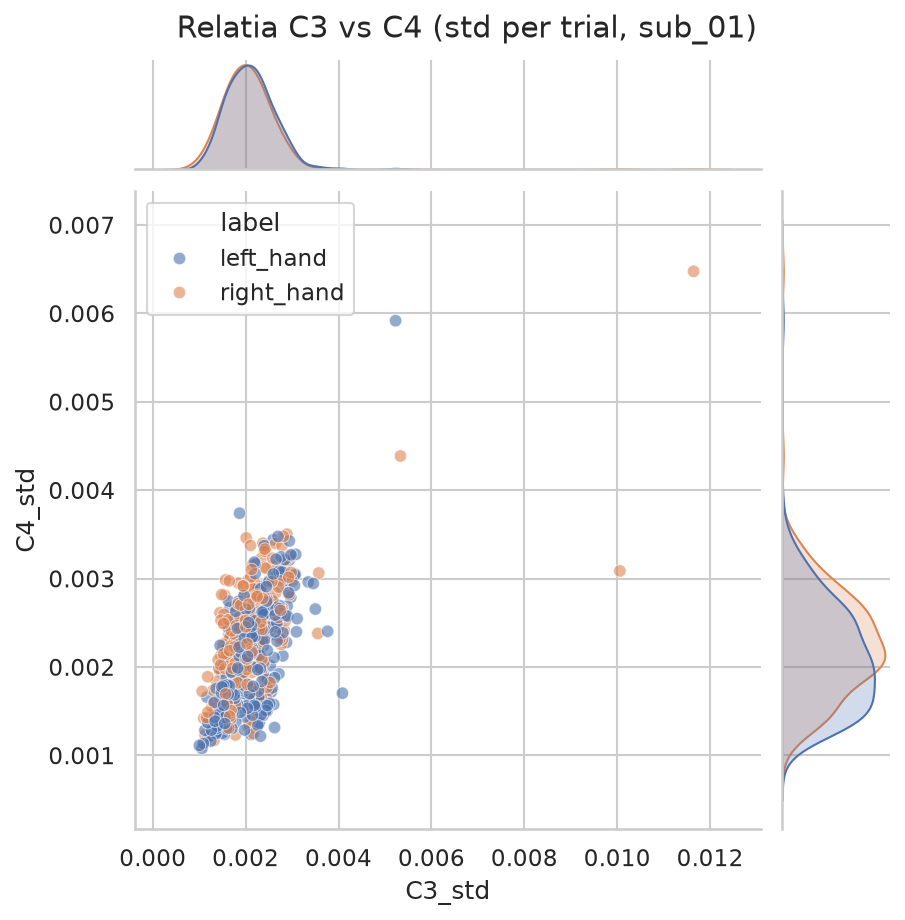 Relatia C3 vs C4 (std per trial, sub_01)
label
left_hand
right_hand
0.007
0.006
0.005
0.004
0.003
0.002
0.001
C4_std
0.000 0.002 0.004 0.006 0.008 0.010 0.012
C3_std